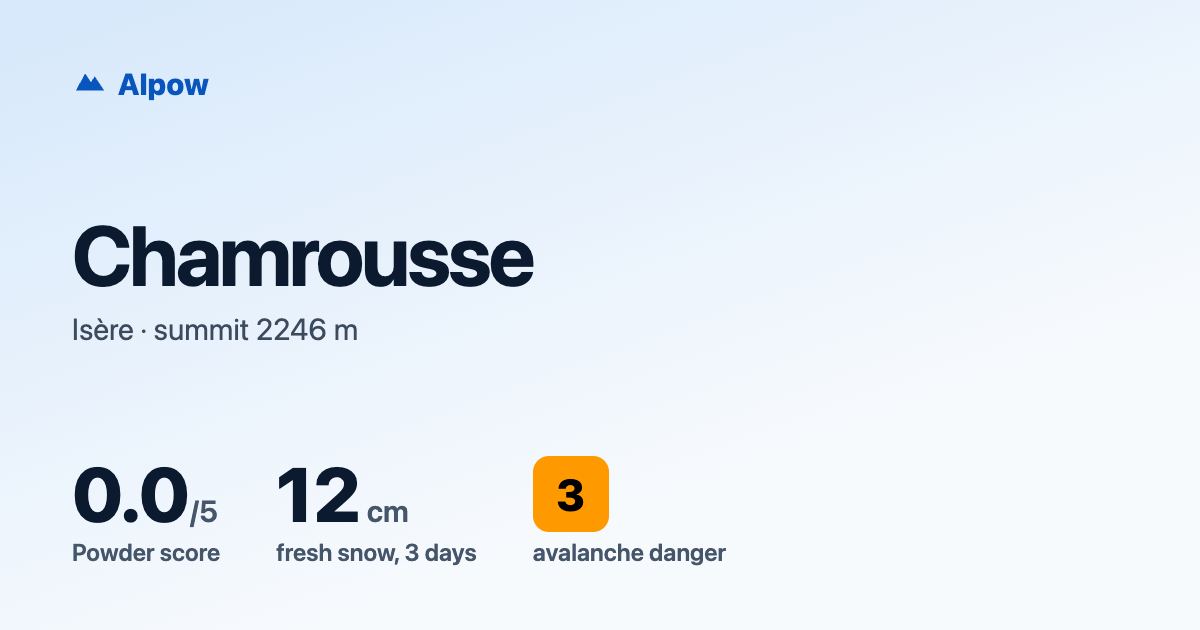 Alpow
Chamrousse
Isère · summit 2246 m
0.0/5
Powder score
12 cm
fresh snow, 3 days
3
avalanche danger